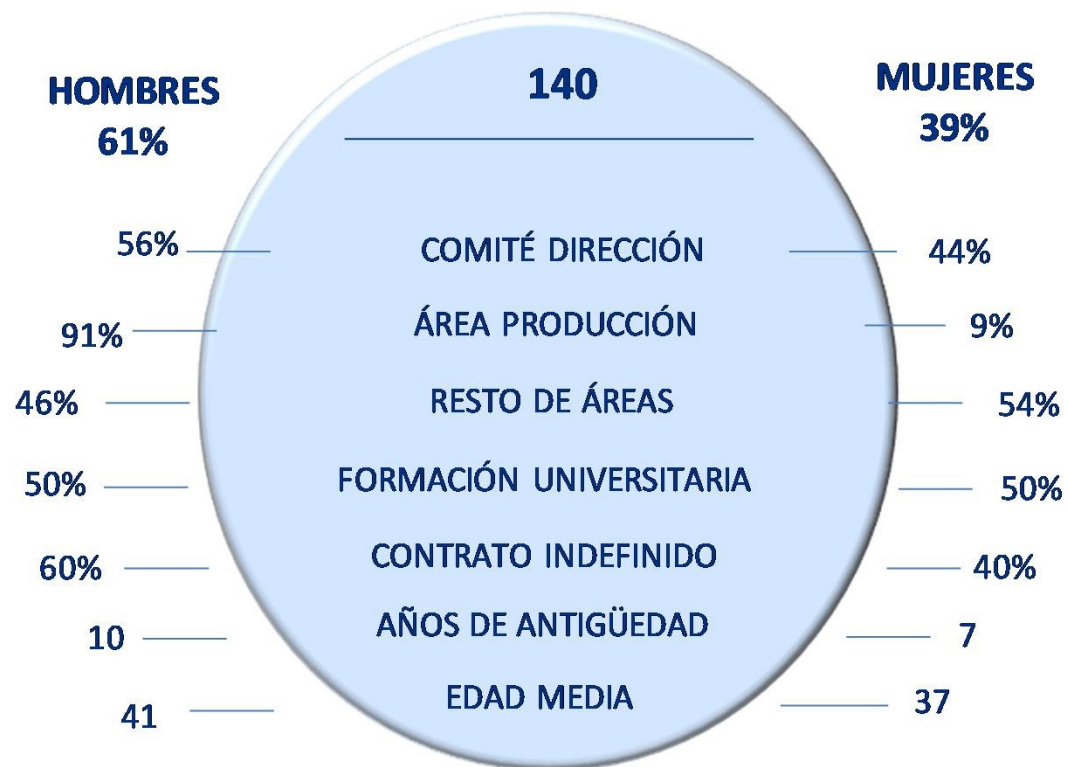 HOMBRES 140 MUJERES
61% 39%
56% COMITÉ DIRECCIÓN 44%
91% ÁREA PRODUCCIÓN 9%
46% RESTO DE ÁREAS 54%
50% FORMACIÓN UNIVERSITARIA 50%
60% CONTRATO INDEFINIDO 40%
10 AÑOS DE ANTIGÜEDAD 7
41 EDAD MEDIA 37